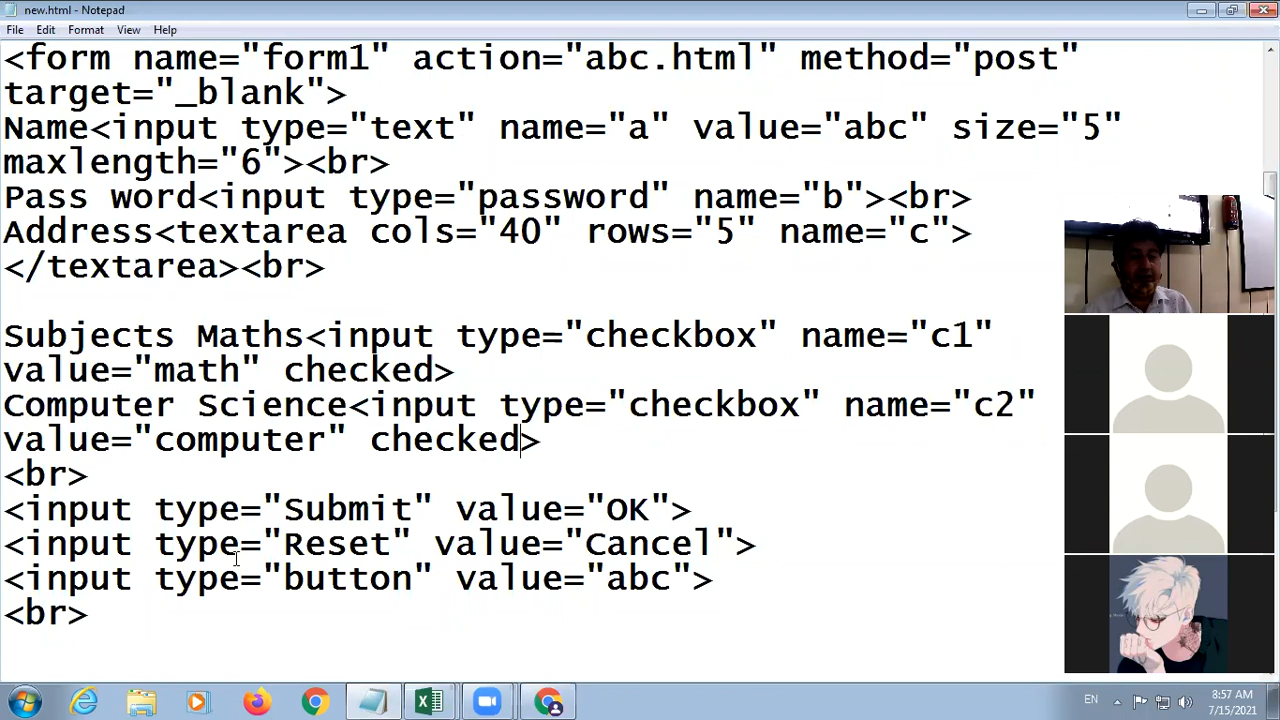 new.html - Notepad
File Edit Format View Help
<form name="form1" action="abc.html" method="post"
target="_blank">
Name<input type="text" name="a" value="abc" size="5"
maxlength="6"><br>
Pass word<input type="password" name="b"><br>
Address<textarea cols="40" rows="5" name="c">
</textarea><br>
Subjects Maths<input type="checkbox" name="c1"
value="math" checked>
Computer Science<input type="checkbox" name="c2"
value="computer" checked>
<br>
<input type="Submit" value="OK">
<input type="Reset" value="Cancel">
<input type="button" value="abc">
<br>
EN
8:57 AM
7/15/2021